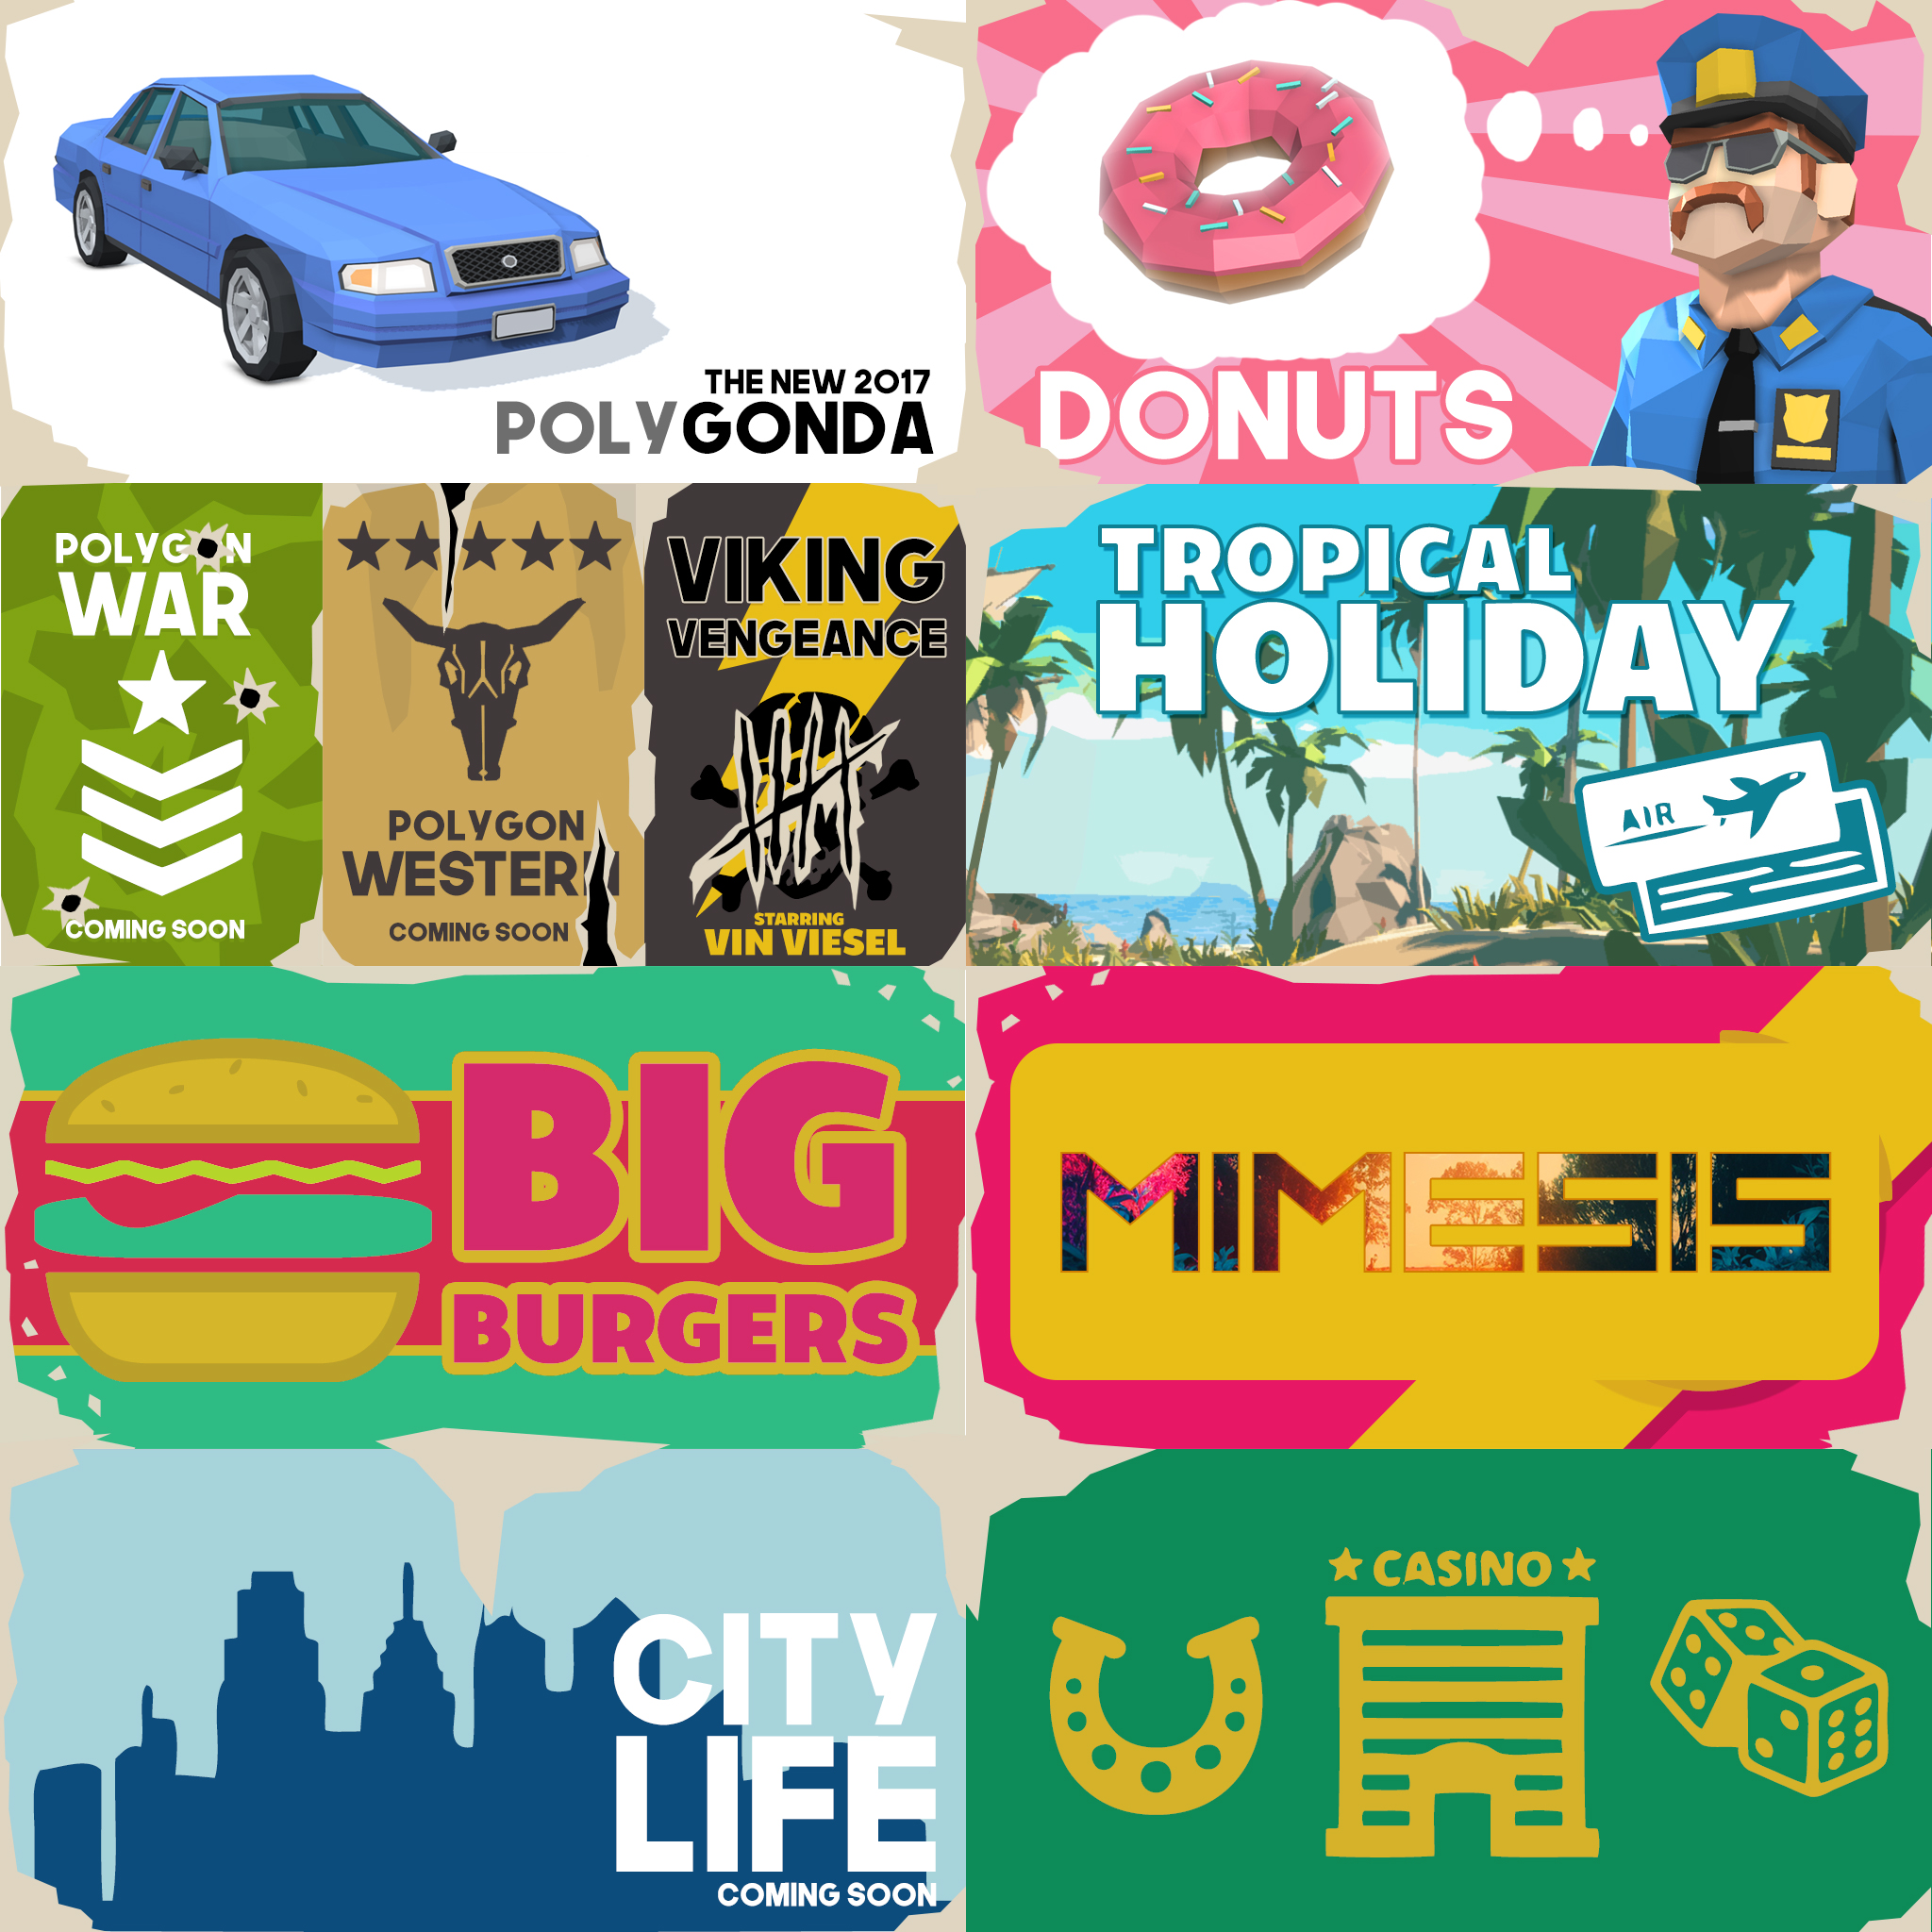 THE NEW 2017
POLYGONDA
DONUTS
POLYGON
WAR
COMING SOON
POLYGON
WESTERN
COMING SOON
VIKING
VENGEANCE
STARRING
VIN VIESEL
TROPICAL
HOLIDAY
AIR
BIG
BURGERS
MIMESIS
CITY
LIFE
COMING SOON
CASINO